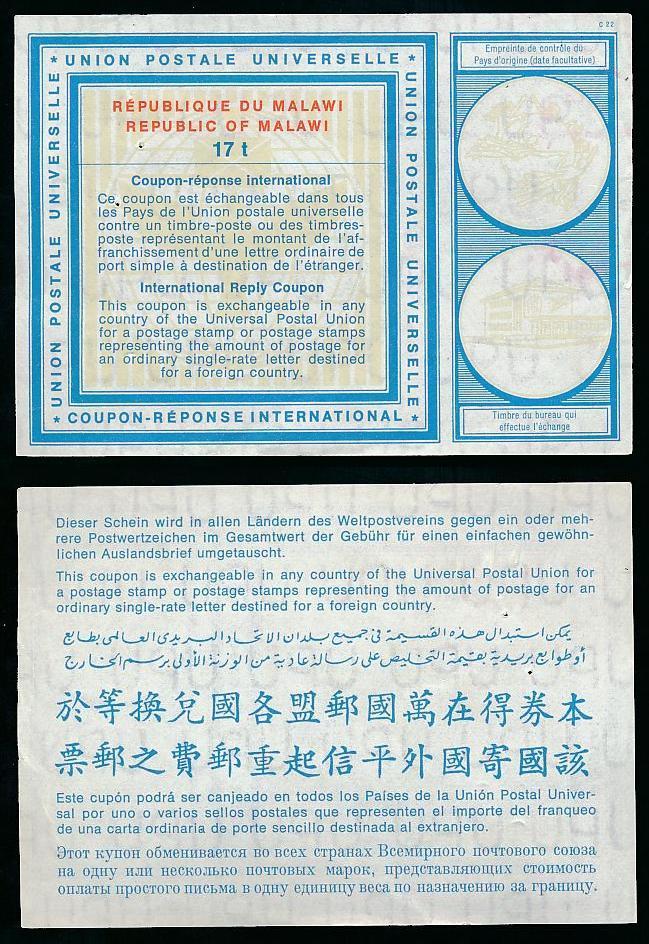 C 22
* UNION POSTALE UNIVERSELLE *
UNION POSTALE UNIVERSELLE
UNION POSTALE UNIVERSELLE
RÉPUBLIQUE DU MALAWI
REPUBLIC OF MALAWI
17 t
Coupon-réponse international
Ce coupon est échangeable dans tous
les Pays de l'Union postale universelle
contre un timbre-poste ou des timbres-
poste représentant le montant de l'af-
franchissement d'une lettre ordinaire de
port simple à destination de l'étranger.
International Reply Coupon
This coupon is exchangeable in any
country of the Universal Postal Union
for a postage stamp or postage stamps
representing the amount of postage for
an ordinary single-rate letter destined
for a foreign country.
* COUPON-RÉPONSE INTERNATIONAL *
Empreinte de contrôle du
Pays d'origine (date facultative)
Timbre du bureau qui
effectue l'échange
Dieser Schein wird in allen Ländern des Weltpostvereins gegen ein oder meh-
rere Postwertzeichen im Gesamtwert der Gebühr für einen einfachen gewöhn-
lichen Auslandsbrief umgetauscht.
This coupon is exchangeable in any country of the Universal Postal Union for
a postage stamp or postage stamps representing the amount of postage for an
ordinary single-rate letter destined for a foreign country.
يمكن استبدال هذه القسيمة في جميع بلدان الاتحاد البريدى العالمى بطابع
أو طوابع بريدية بقيمة التخليص على رسالة عادية من الوزنة الأولى برسم الخارج
本券得在萬國郵盟各國兌換等於
該國寄國外平信起重郵費之郵票
Este cupón podrá ser canjeado en todos los Países de la Unión Postal Univer-
sal por uno o varios sellos postales que representen el importe del franqueo
de una carta ordinaria de porte sencillo destinada al extranjero.
Этот купон обменивается во всех странах Всемирного почтового союза
на одну или несколько почтовых марок, представляющих стоимость
оплаты простого письма в одну единицу веса по назначению за границу.